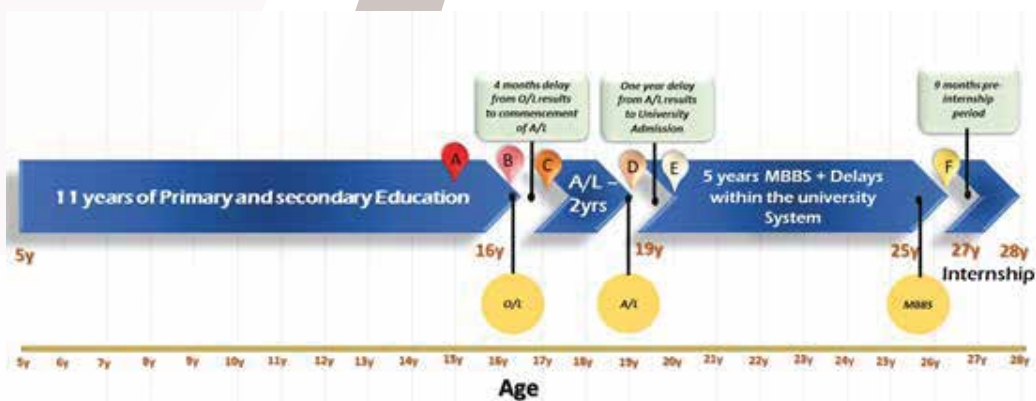 4 months delay
from O/L results
to commencement
of A/L
One year delay
from A/L results
to University
Admission
9 months pre-
internship
period
A
B
C
D
E
F
11 years of Primary and secondary Education
A/L –
2yrs
5 years MBBS + Delays
within the university
System
5y
16y
19y
25y
27y
28y
Internship
O/L
A/L
MBBS
5y 6y 7y 8y 9y 10y 11y 12y 13y 14y 15y 16y 17y 18y 19y 20y 21y 22y 23y 24y 25y 26y 27y 28y
Age